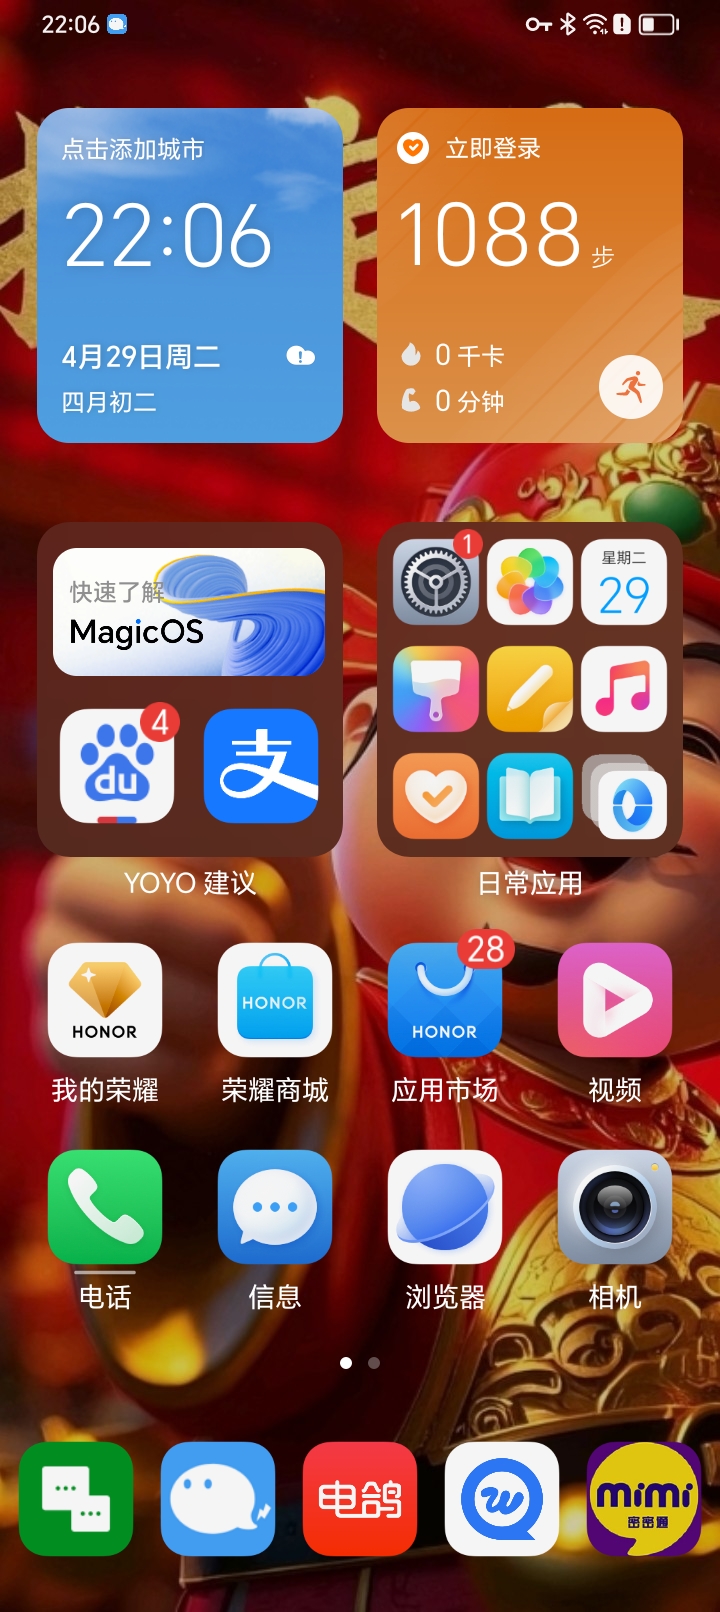 22:06
点击添加城市
22:06
4月29日周二
四月初二
立即登录
1088 步
0 千卡
0 分钟
快速了解
MagicOS
4
du
支
YOYO 建议
1
星期二
29
日常应用
HONOR
我的荣耀
HONOR
荣耀商城
28
HONOR
应用市场
视频
电话
信息
浏览器
相机
电鸽
w
mimi
密密通